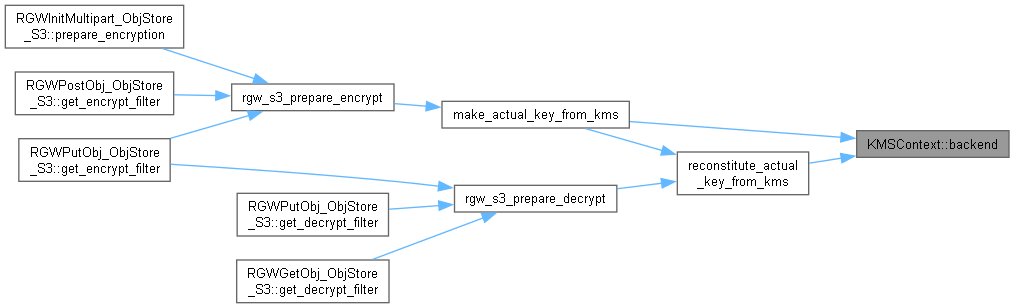 RGWInitMultipart_ObjStore
_S3::prepare_encryption
RGWPostObj_ObjStore
_S3::get_encrypt_filter
rgw_s3_prepare_encrypt
make_actual_key_from_kms
KMSContext::backend
RGWPutObj_ObjStore
_S3::get_encrypt_filter
reconstitute_actual
_key_from_kms
rgw_s3_prepare_decrypt
RGWPutObj_ObjStore
_S3::get_decrypt_filter
RGWGetObj_ObjStore
_S3::get_decrypt_filter